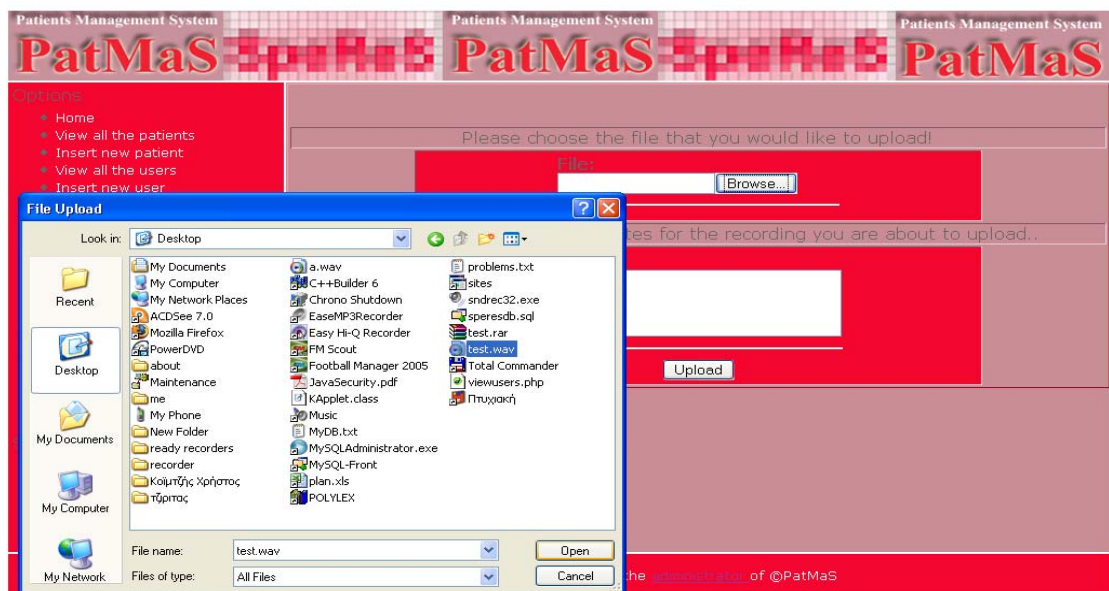 Patients Management System Patients Management System Patients Management System
PatMaS SpeReS PatMaS SpeReS PatMaS
Options
Home
View all the patients
Insert new patient
View all the users
Insert new user
Please choose the file that you would like to upload!
File:
Browse...
tes for the recording you are about to upload..
Upload
File Upload
Look in: Desktop
Recent
Desktop
My Documents
My Computer
My Network
My Documents
My Computer
My Network Places
ACDSee 7.0
Mozilla Firefox
PowerDVD
about
Maintenance
me
My Phone
New Folder
ready recorders
recorder
Κοϊμτζής Χρήστος
τζιριτας
a.wav
C++Builder 6
Chrono Shutdown
EaseMP3Recorder
Easy Hi-Q Recorder
FM Scout
Football Manager 2005
JavaSecurity.pdf
KApplet.class
Music
MyDB.txt
MySQLAdministrator.exe
MySQL-Front
plan.xls
POLYLEX
problems.txt
sites
sndrec32.exe
speresdb.sql
test.rar
test.wav
Total Commander
viewusers.php
Πτυχιακή
File name: test.wav Open
Files of type: All Files Cancel
the administrator of ©PatMaS